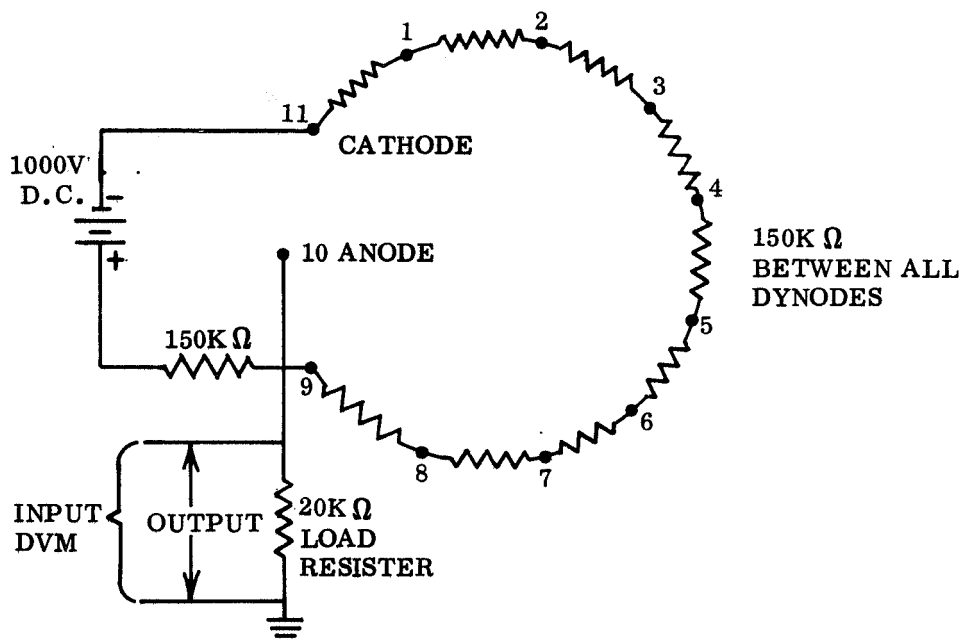 1
2
3
4
5
6
7
8
9
11
CATHODE
1000V
D.C.
-
+
10 ANODE
150K Ω
BETWEEN ALL
DYNODES
150K Ω
INPUT
DVM
OUTPUT
20K Ω
LOAD
RESISTER